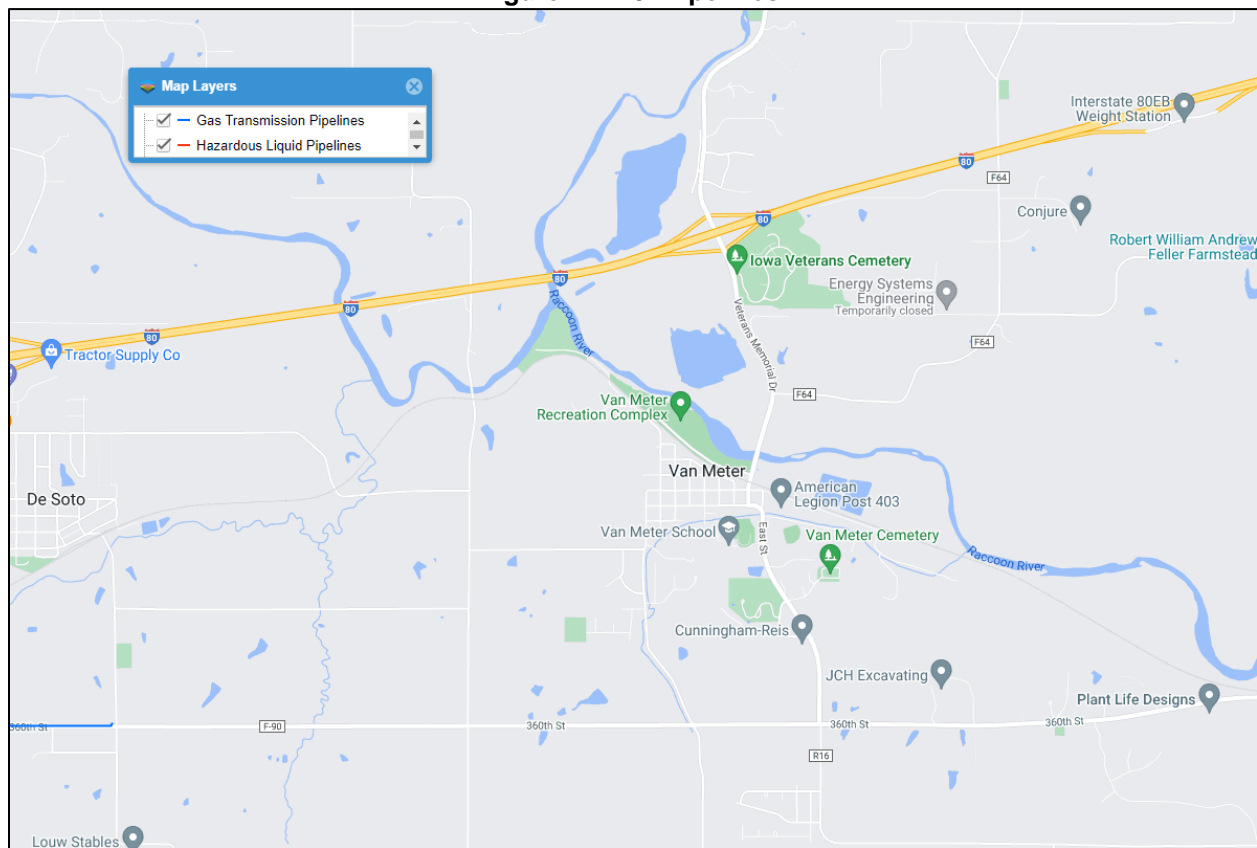 Map Layers
Gas Transmission Pipelines
Hazardous Liquid Pipelines
Interstate 80EB
Weight Station
80
F64
Conjure
80
Robert William Andrew
Feller Farmstead
Iowa Veterans Cemetery
80
Energy Systems
Engineering
Temporarily closed
80
Raccoon River
Veterans Memorial Dr
80
F64
Tractor Supply Co
Van Meter
Recreation Complex
F64
Van Meter
De Soto
American
Legion Post 403
Van Meter School
East St
Van Meter Cemetery
Raccoon River
Cunningham-Reis
JCH Excavating
Plant Life Designs
360th St
F-90
360th St
360th St
360th St
R16
Louw Stables